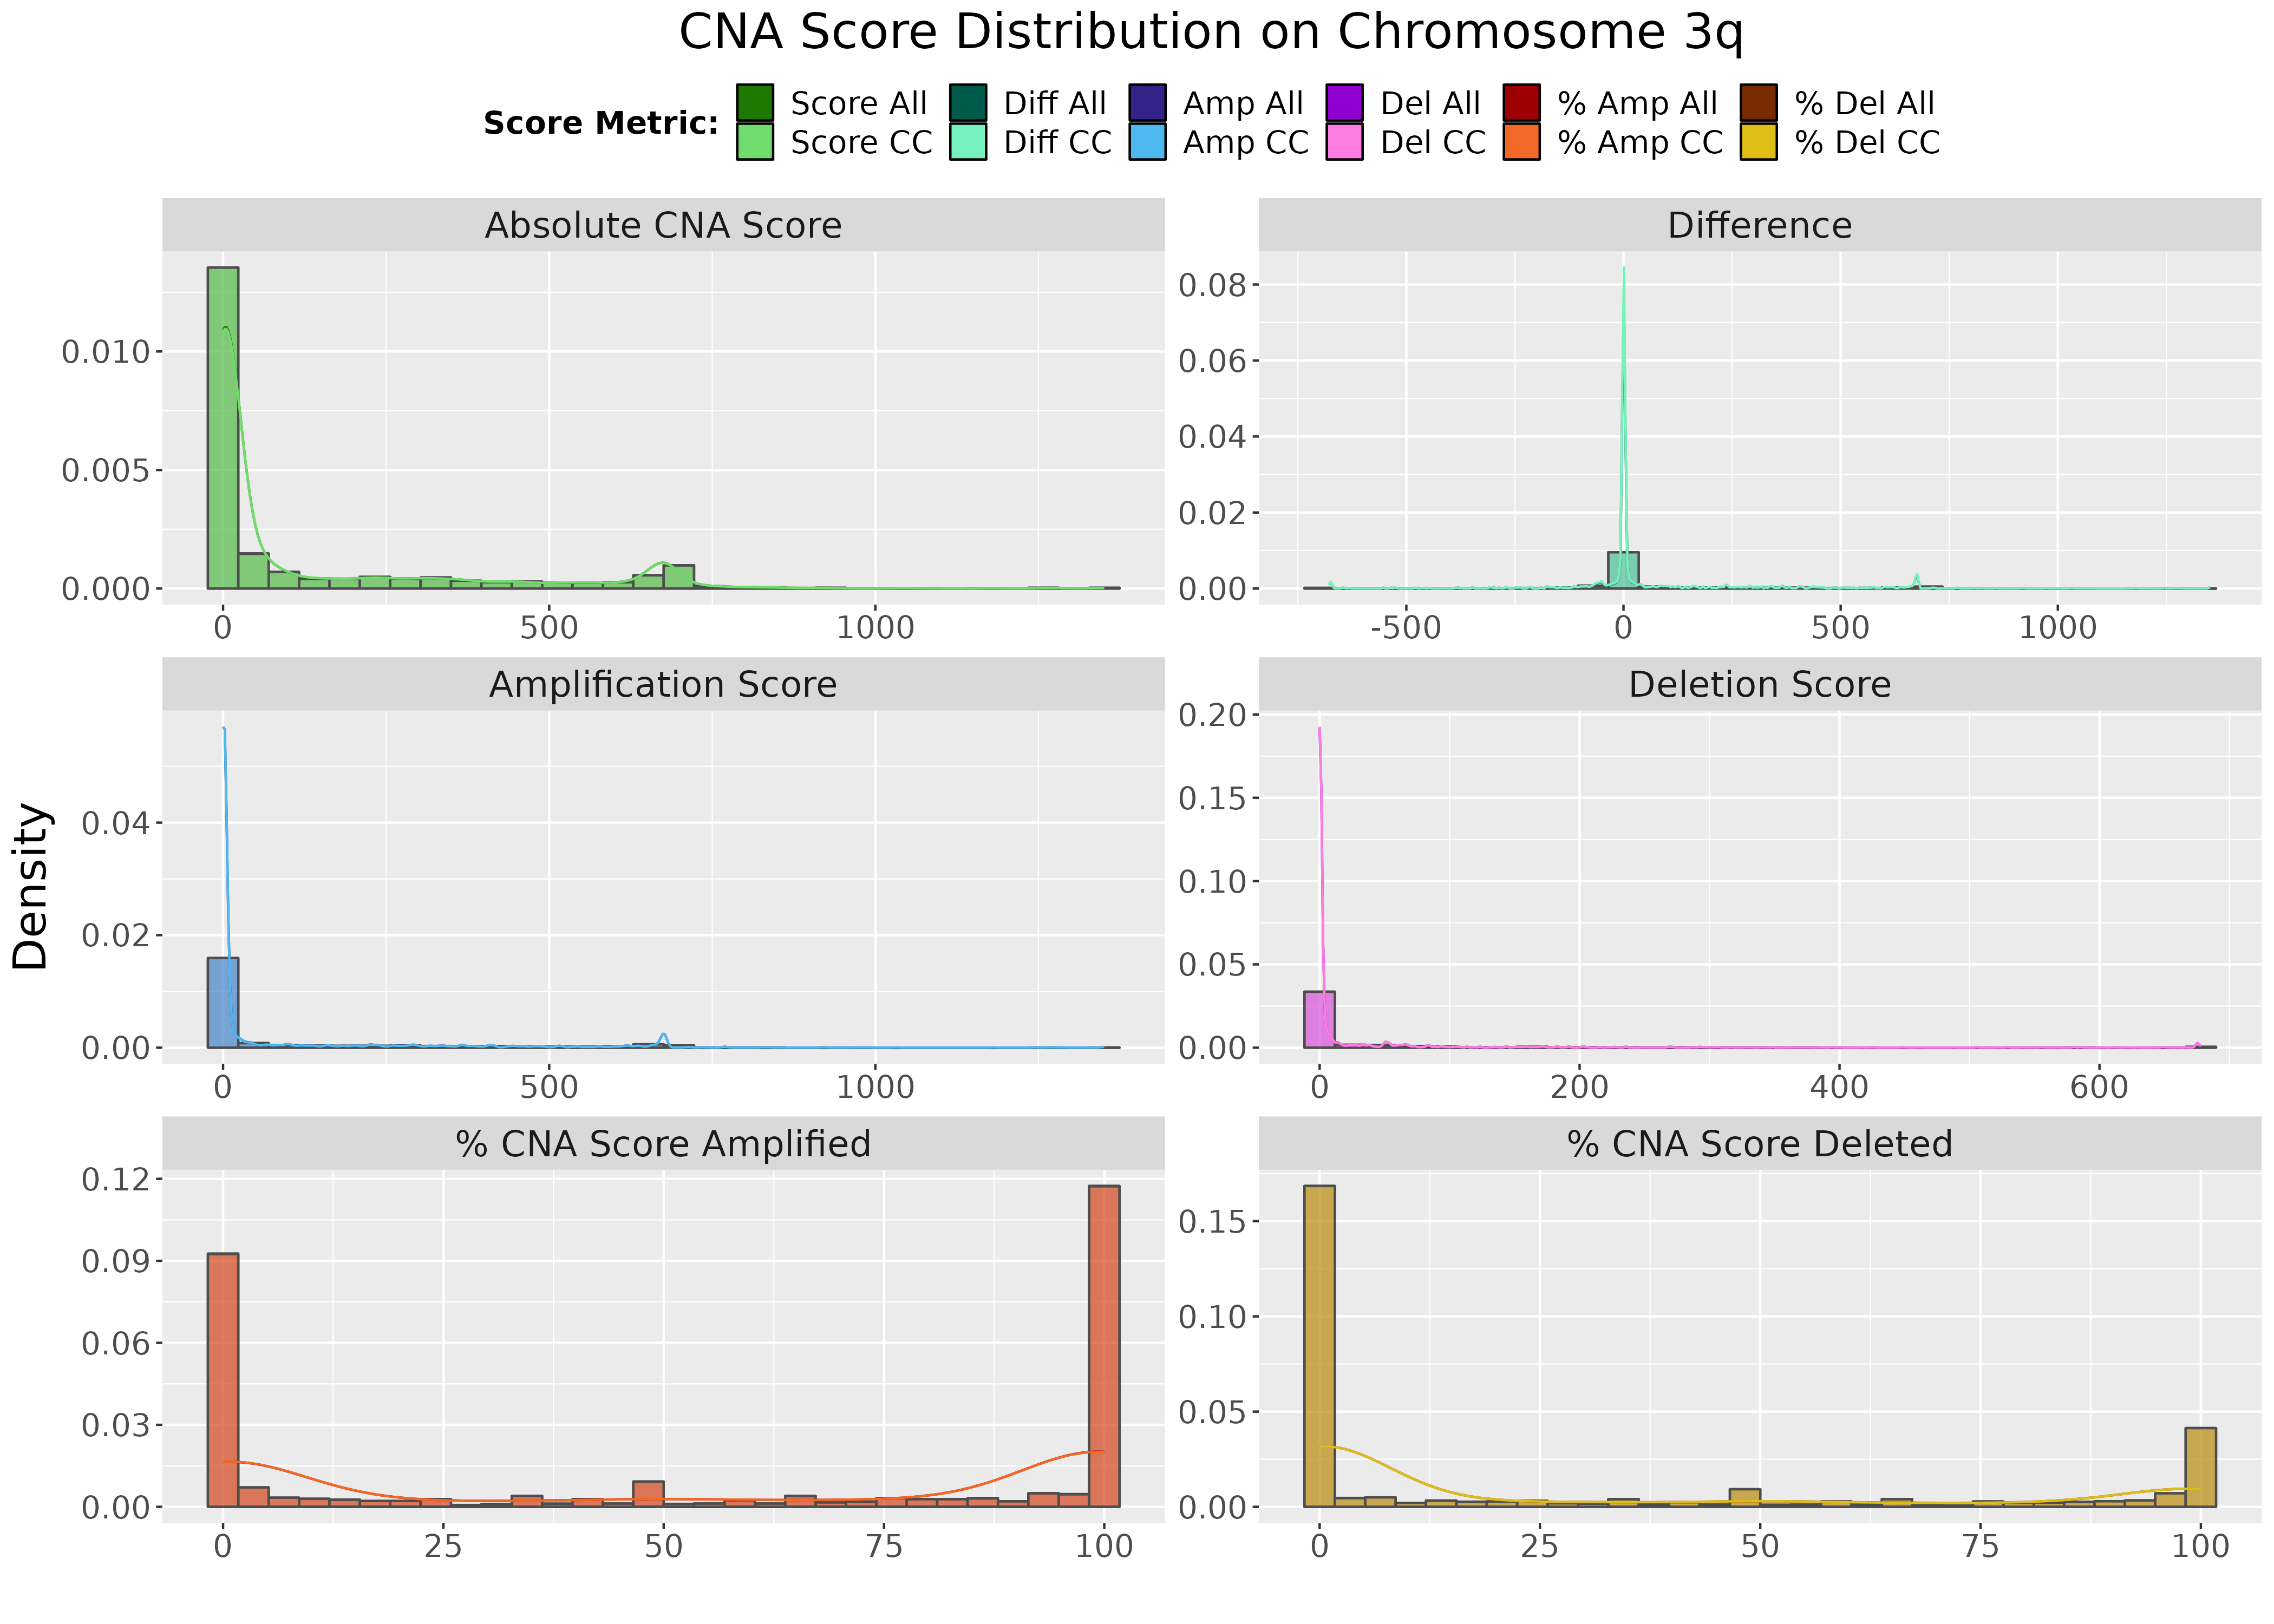 CNA Score Distribution on Chromosome 3q
Score Metric:
Score All Diff All Amp All Del All % Amp All % Del All
Score CC Diff CC Amp CC Del CC % Amp CC % Del CC
Absolute CNA Score
0.010
0.005
0.000
0 500 1000
Difference
0.08
0.06
0.04
0.02
0.00
-500 0 500 1000
Density
Amplification Score
0.04
0.02
0.00
0 500 1000
Deletion Score
0.20
0.15
0.10
0.05
0.00
0 200 400 600
% CNA Score Amplified
0.12
0.09
0.06
0.03
0.00
0 25 50 75 100
% CNA Score Deleted
0.15
0.10
0.05
0.00
0 25 50 75 100